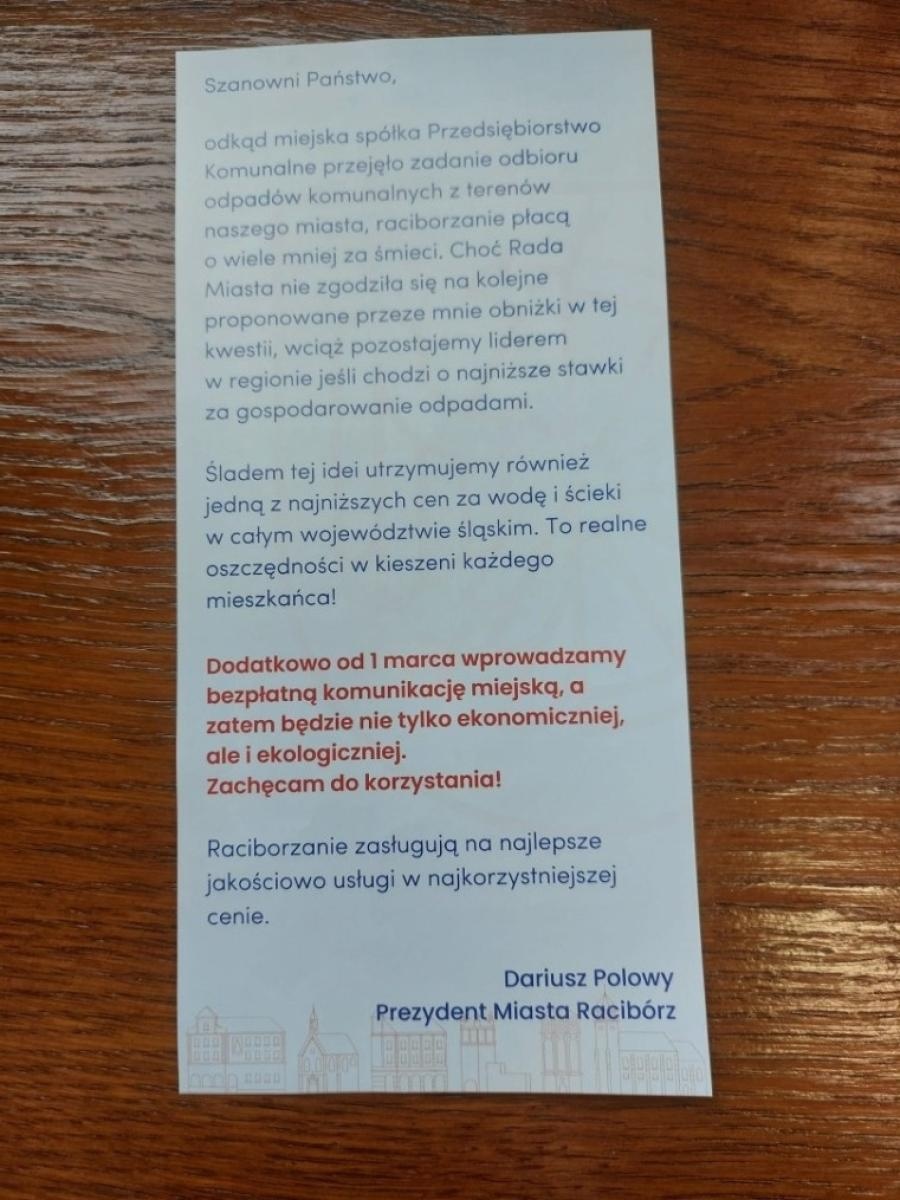 Szanowni Państwo,
odkąd miejska spółka Przedsiębiorstwo
Komunalne przejęło zadanie odbioru
odpadów komunalnych z terenów
naszego miasta, raciborzanie płacą
o wiele mniej za śmieci. Choć Rada
Miasta nie zgodziła się na kolejne
proponowane przeze mnie obniżki w tej
kwestii, wciąż pozostajemy liderem
w regionie jeśli chodzi o najniższe stawki
za gospodarowanie odpadami.
Śladem tej idei utrzymujemy również
jedną z najniższych cen za wodę i ścieki
w całym województwie śląskim. To realne
oszczędności w kieszeni każdego
mieszkańca!
Dodatkowo od 1 marca wprowadzamy
bezpłatną komunikację miejską, a
zatem będzie nie tylko ekonomiczniej,
ale i ekologiczniej.
Zachęcam do korzystania!
Raciborzanie zasługują na najlepsze
jakościowo usługi w najkorzystniejszej
cenie.
Dariusz Polowy
Prezydent Miasta Racibórz